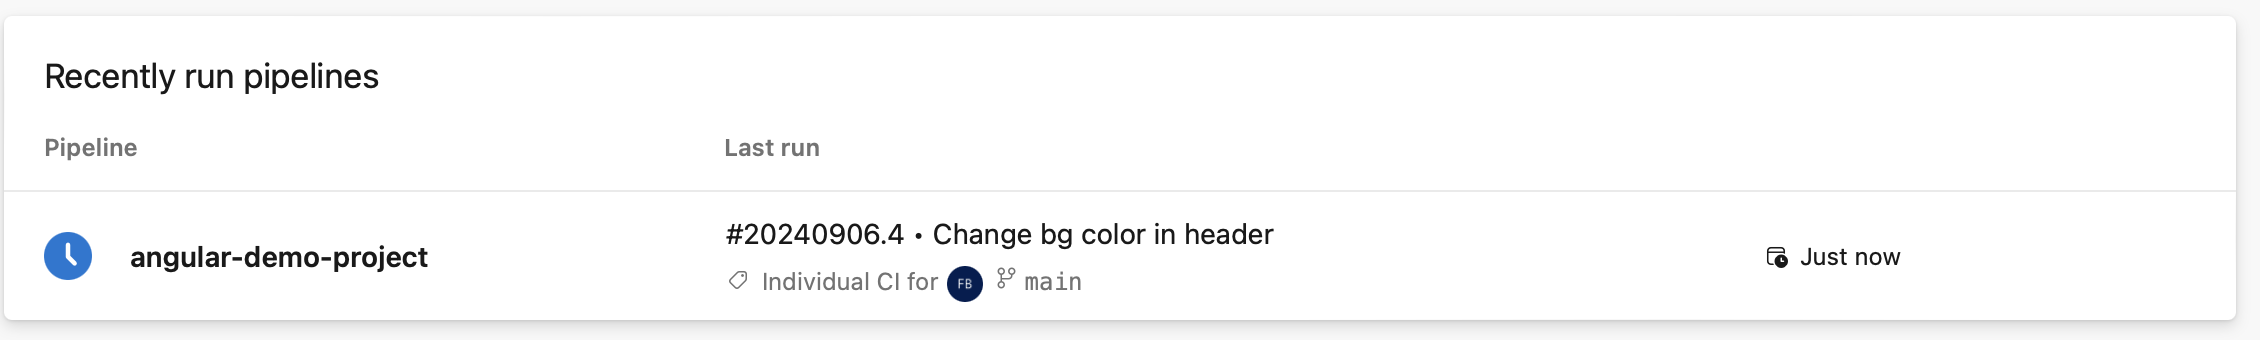 Recently run pipelines
Pipeline Last run
angular-demo-project
#20240906.4 • Change bg color in header
Individual CI for FB main
Just now